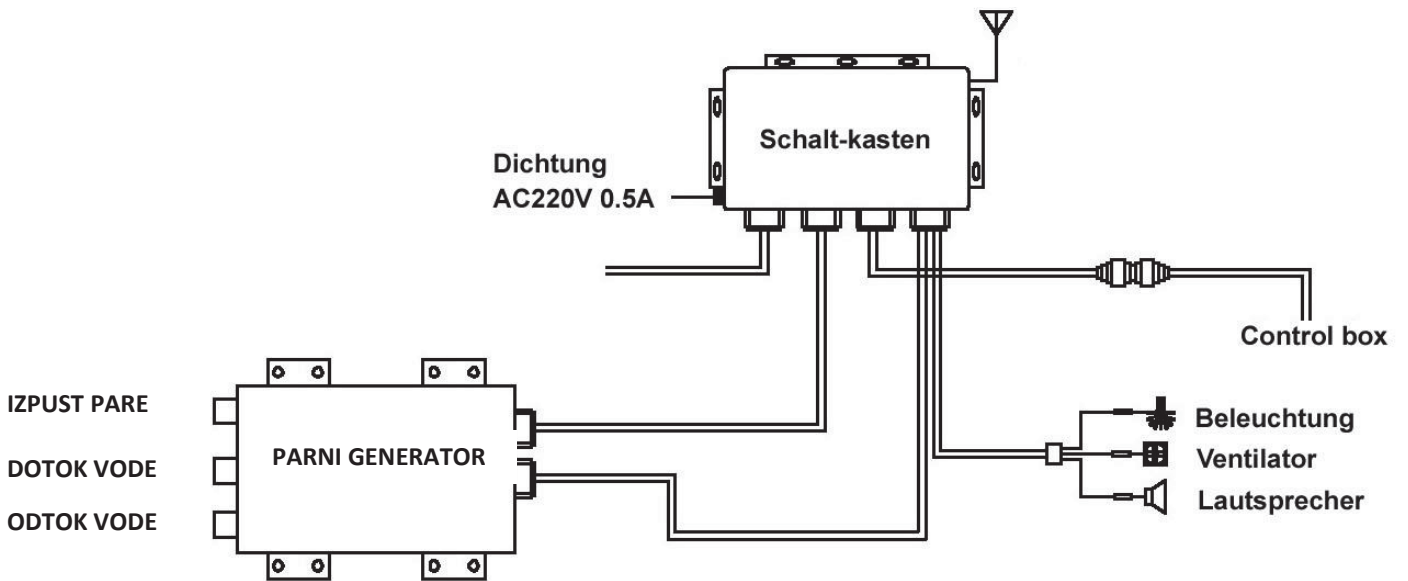 Schalt-kasten
Dichtung
AC220V 0.5A
Control box
IZPUST PARE
PARNI GENERATOR
DOTOK VODE
ODTOK VODE
Beleuchtung
Ventilator
Lautsprecher